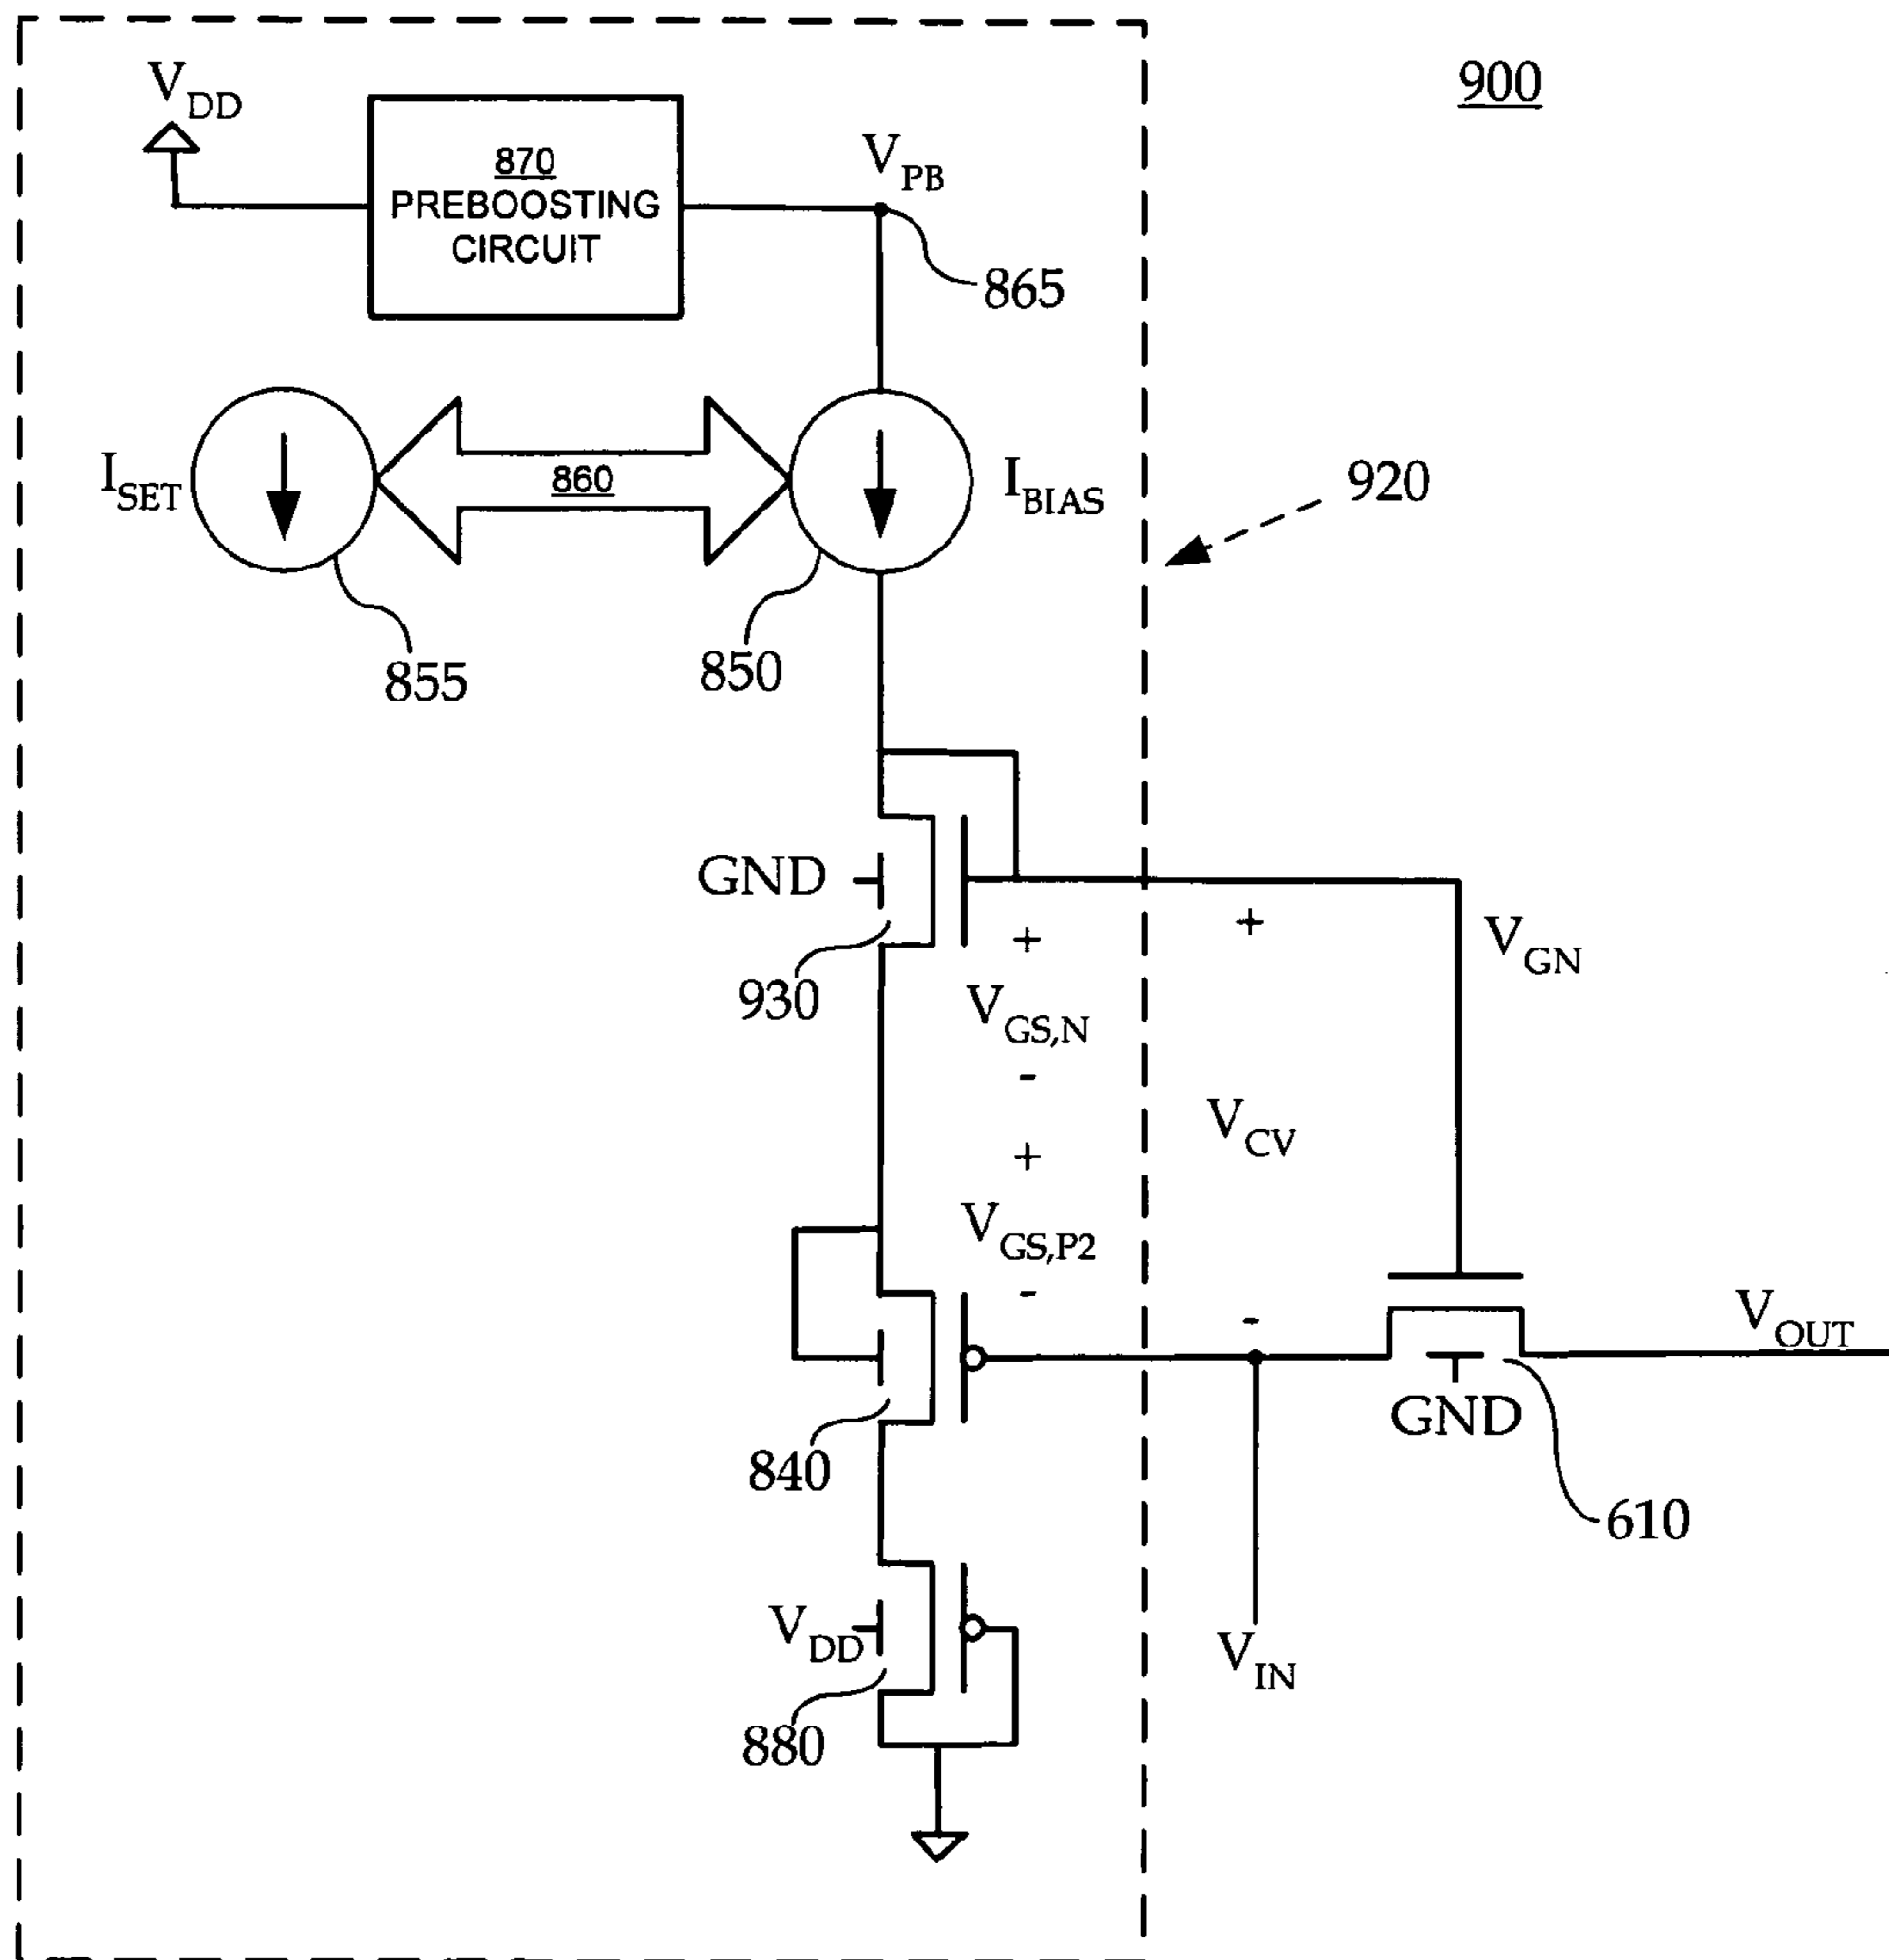 900
V_DD
870
PREBOOSTING
CIRCUIT
V_PB
865
I_SET
860
I_BIAS
920
855
850
GND
930
+
V_GS,N
-
+
V_GN
V_CV
+
V_GS,P2
-
-
V_OUT
GND
840
610
V_DD
V_IN
880